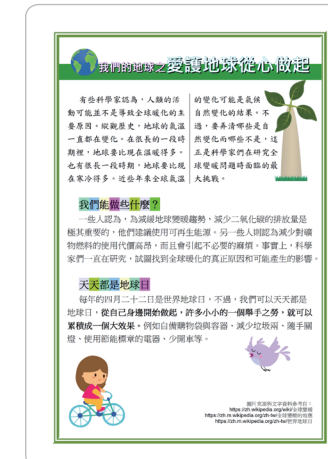 我們的地球之愛護地球從心做起
有些科學家認為，人類的活
動可能並不是導致全球暖化的主
要原因。縱觀歷史，地球的氣溫
一直都在變化。在很長的一段時
期裡，地球要比現在溫暖得多。
也有很長一段時期，地球要比現
在寒冷得多。近些年來全球氣溫
的變化可能是氣候
自然變化的結果。不
過，要弄清哪些是自
然變化而哪些不是，這
正是科學家們在研究全
球變暖問題時面臨的最
大挑戰。
我們能做些什麼？
一些人認為，為減緩地球變暖趨勢，減少二氧化碳的排放量是
極其重要的，他們建議使用可再生能源。另一些人則認為減少對礦
物燃料的使用代價高昂，而且會引起不必要的麻煩。事實上，科學
家們一直在研究，試圖找到全球暖化的真正原因和可能產生的影響。
天天都是地球日
每年的四月二十二日是世界地球日，不過，我們可以天天都是
地球日，從自己身邊開始做起，許多小小的一個舉手之勞，就可以
累積成一個大效果。例如自備購物袋與容器、減少垃圾兩、隨手關
燈、使用節能標章的電器、少開車等。
圖片來源與文字資料參考自：
https://zh.wikipedia.org/wiki/全球暖化
https://zh.m.wikipedia.org/zh-tw/全球暖化的後應
https://zh.m.wikipedia.org/zh-tw/世界地球日